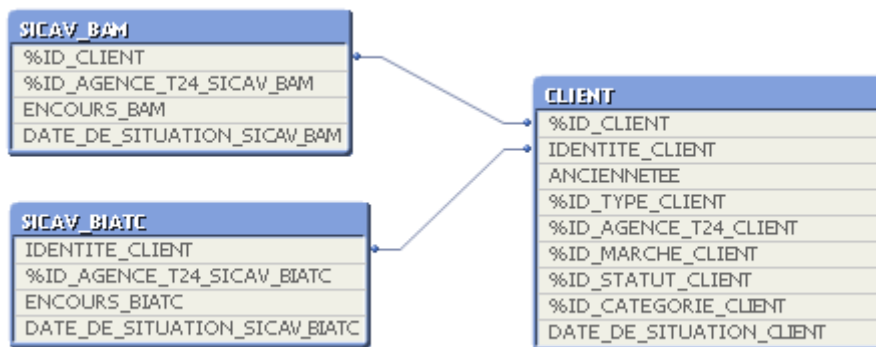 SICAV_BAM
%ID_CLIENT
%ID_AGENCE_T24_SICAV_BAM
ENCOURS_BAM
DATE_DE_SITUATION_SICAV_BAM
SICAV_BIATC
IDENTITE_CLIENT
%ID_AGENCE_T24_SICAV_BIATC
ENCOURS_BIATC
DATE_DE_SITUATION_SICAV_BIATC
CLIENT
%ID_CLIENT
IDENTITE_CLIENT
ANCIENNETEE
%ID_TYPE_CLIENT
%ID_AGENCE_T24_CLIENT
%ID_MARCHE_CLIENT
%ID_STATUT_CLIENT
%ID_CATEGORIE_CLIENT
DATE_DE_SITUATION_CLIENT